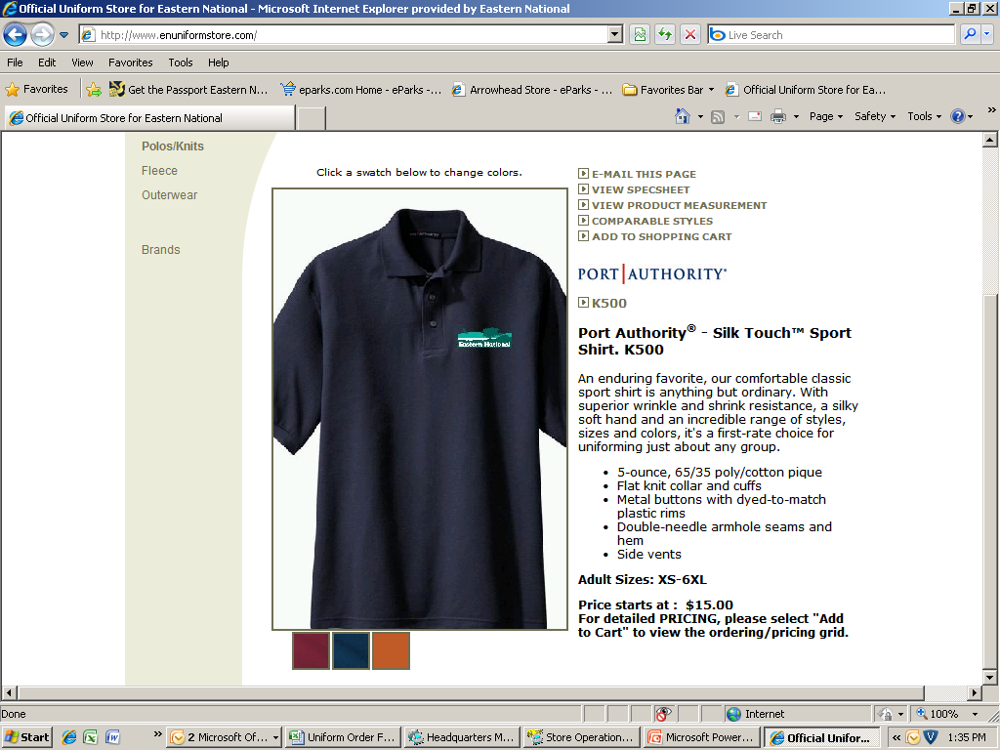 Official Uniform Store for Eastern National - Microsoft Internet Explorer provided by Eastern National
http://www.enuniformstore.com/
Live Search
File Edit View Favorites Tools Help
Favorites Get the Passport Eastern N... eparks.com Home - eParks -... Arrowhead Store - eParks - ... Favorites Bar Official Uniform Store for Ea...
Official Uniform Store for Eastern National
Page Safety Tools
Polos/Knits
Fleece
Outerwear
Brands
Click a swatch below to change colors.
Eastern National
E-MAIL THIS PAGE
VIEW SPECSHEET
VIEW PRODUCT MEASUREMENT
COMPARABLE STYLES
ADD TO SHOPPING CART
PORT AUTHORITY®
K500
Port Authority® - Silk Touch™ Sport
Shirt. K500
An enduring favorite, our comfortable classic
sport shirt is anything but ordinary. With
superior wrinkle and shrink resistance, a silky
soft hand and an incredible range of styles,
sizes and colors, it's a first-rate choice for
uniforming just about any group.
• 5-ounce, 65/35 poly/cotton pique
• Flat knit collar and cuffs
• Metal buttons with dyed-to-match
plastic rims
• Double-needle armhole seams and
hem
• Side vents
Adult Sizes: XS-6XL
Price starts at : $15.00
For detailed PRICING, please select "Add
to Cart" to view the ordering/pricing grid.
Done Internet 100%
Start » 2 Microsoft Of... Uniform Order F... Headquarters M... Store Operation... Microsoft Power... Official Unifor... « 1:35 PM